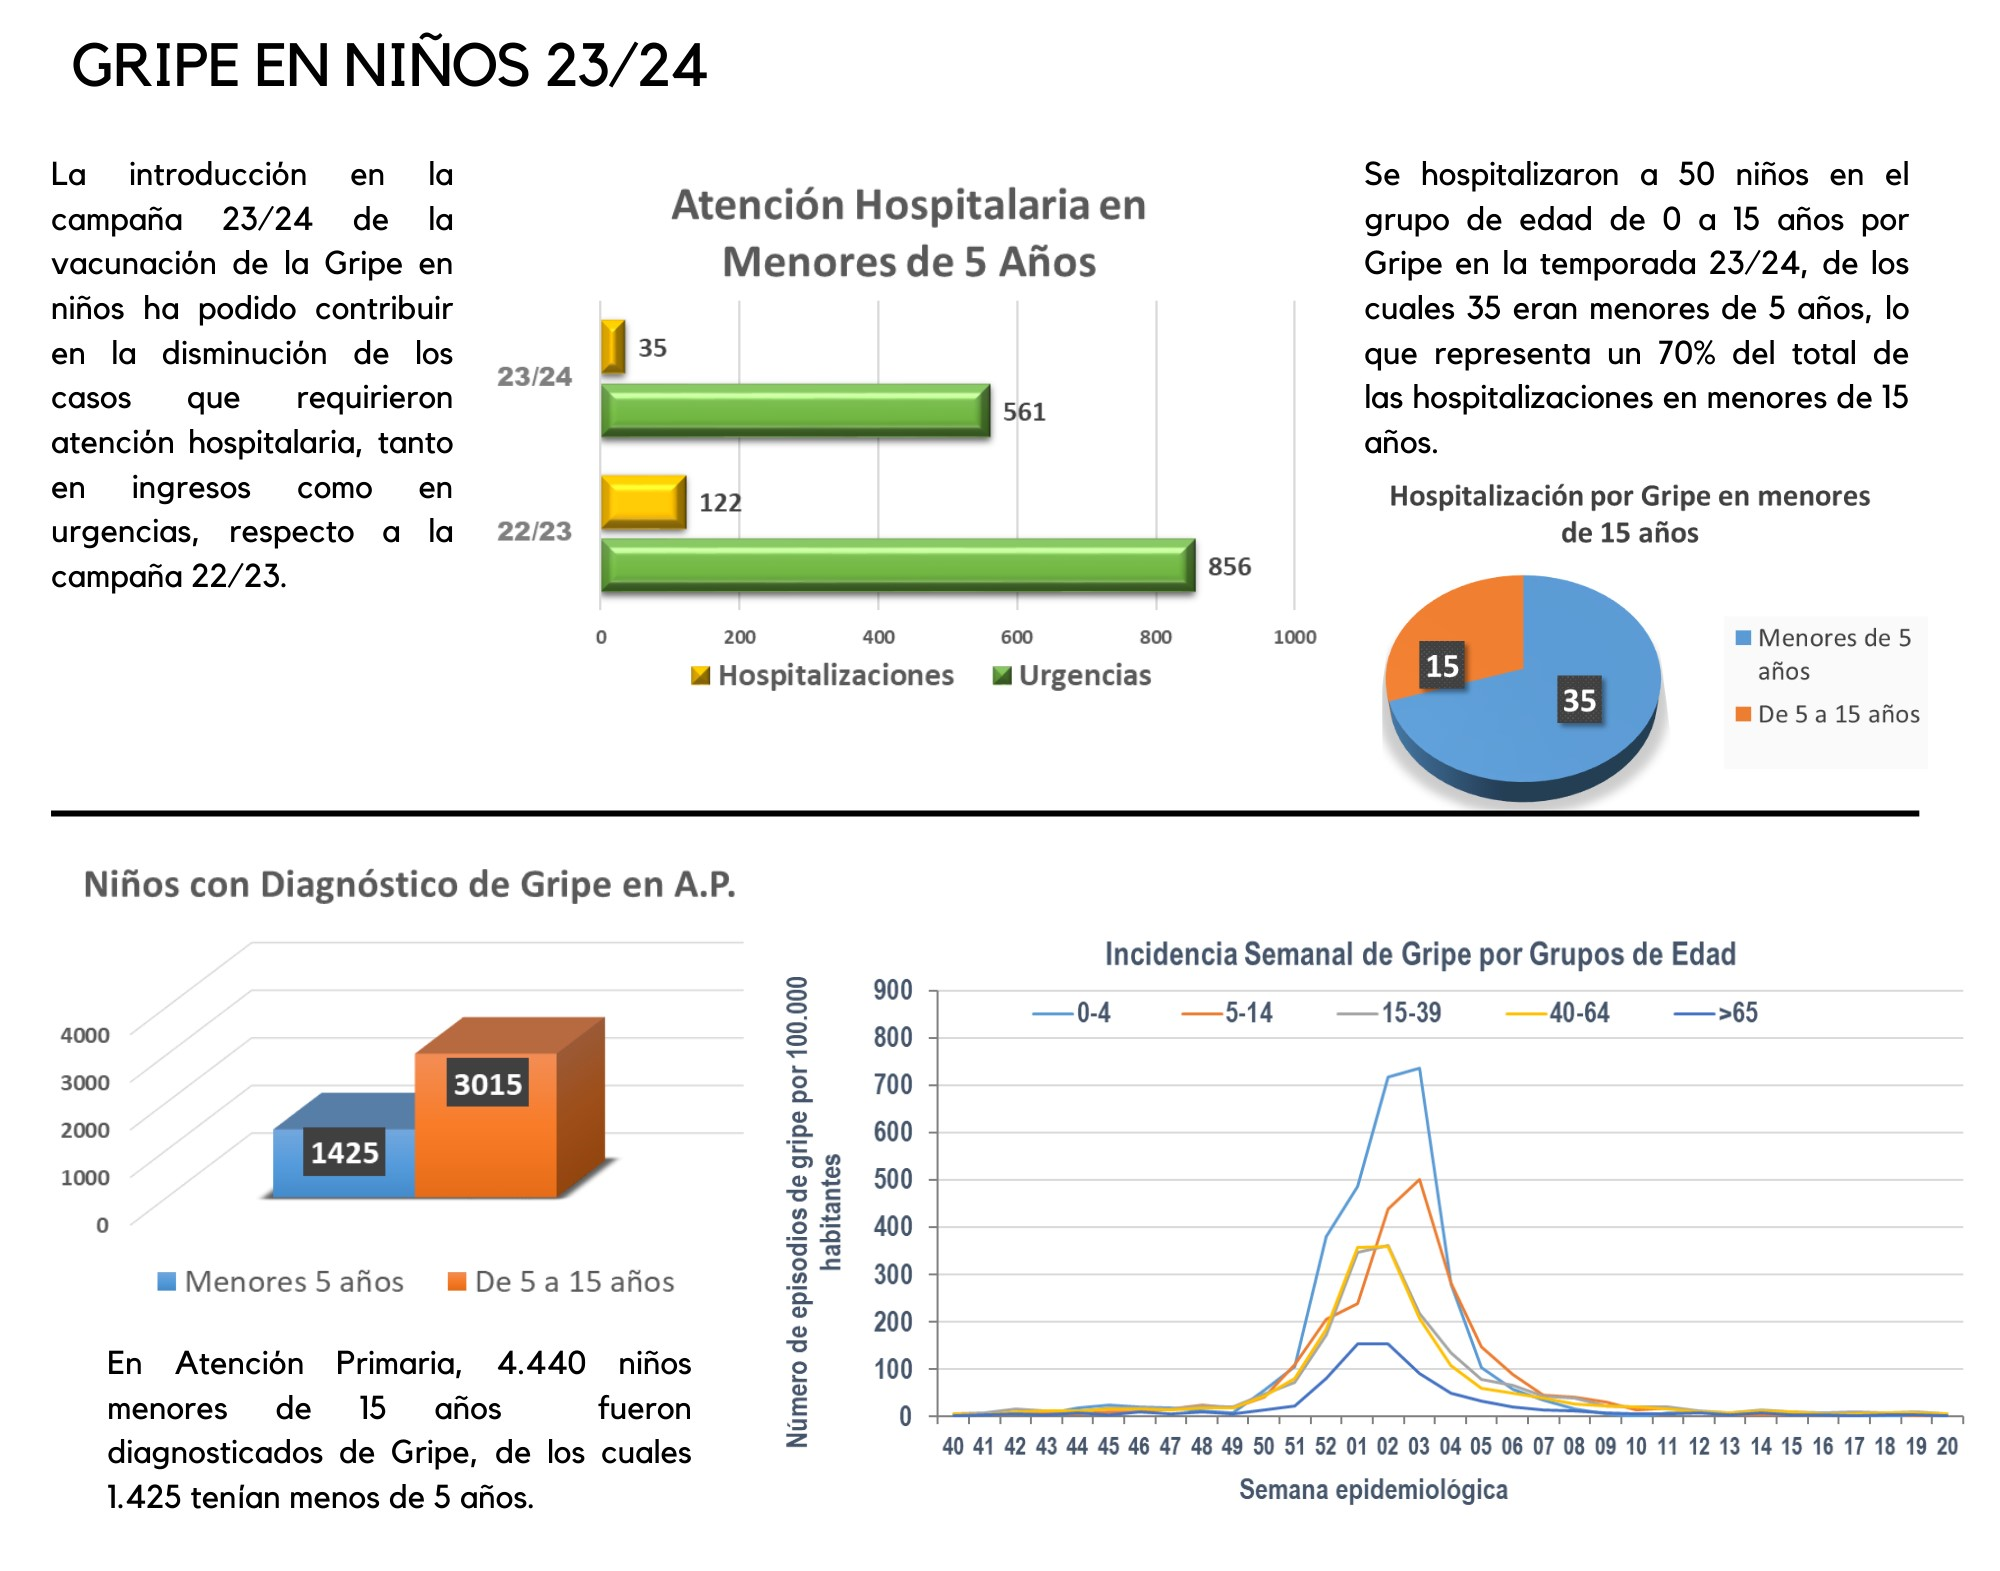 GRIPE EN NIÑOS 23/24
La introducción en la
campaña 23/24 de la
vacunación de la Gripe en
niños ha podido contribuir
en la disminución de los
casos que requirieron
atención hospitalaria, tanto
en ingresos como en
urgencias, respecto a la
campaña 22/23.
Atención Hospitalaria en
Menores de 5 Años
23/24
35
561
22/23
122
856
0 200 400 600 800 1000
Hospitalizaciones Urgencias
Se hospitalizaron a 50 niños en el
grupo de edad de 0 a 15 años por
Gripe en la temporada 23/24, de los
cuales 35 eran menores de 5 años, lo
que representa un 70% del total de
las hospitalizaciones en menores de 15
años.
Hospitalización por Gripe en menores
de 15 años
15
35
Menores de 5
años
De 5 a 15 años
Niños con Diagnóstico de Gripe en A.P.
4000
3000
2000
1000
0
1425
3015
Menores 5 años De 5 a 15 años
En Atención Primaria, 4.440 niños
menores de 15 años fueron
diagnosticados de Gripe, de los cuales
1.425 tenían menos de 5 años.
Incidencia Semanal de Gripe por Grupos de Edad
Número de episodios de gripe por 100.000
habitantes
900
800
700
600
500
400
300
200
100
0
0-4 5-14 15-39 40-64 >65
40 41 42 43 44 45 46 47 48 49 50 51 52 01 02 03 04 05 06 07 08 09 10 11 12 13 14 15 16 17 18 19 20
Semana epidemiológica